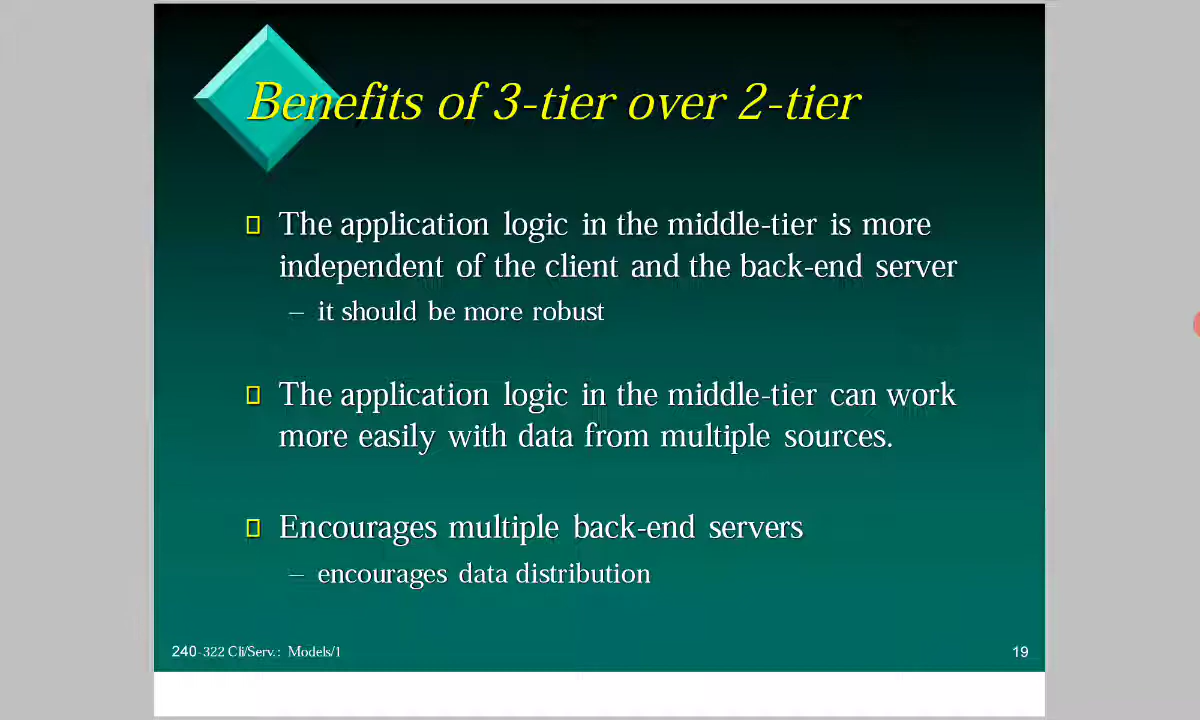 Benefits of 3-tier over 2-tier
The application logic in the middle-tier is more
independent of the client and the back-end server
– it should be more robust
The application logic in the middle-tier can work
more easily with data from multiple sources.
Encourages multiple back-end servers
– encourages data distribution
240-322 Cli/Serv.: Models/1
19